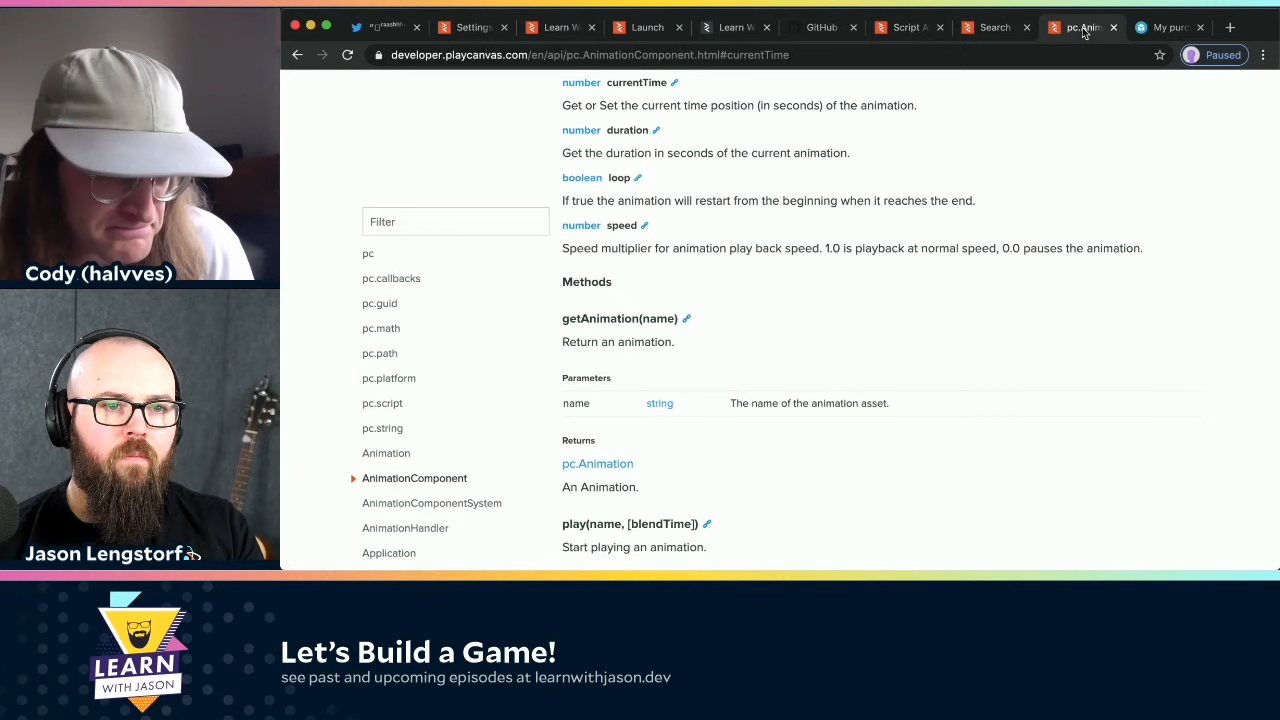 Settings
Learn W
Launch
Learn W
GitHub
Script A
Search
pc.Anim
My purc
developer.playcanvas.com/en/api/pc.AnimationComponent.html#currentTime
Paused
number currentTime
Get or Set the current time position (in seconds) of the animation.
number duration
Get the duration in seconds of the current animation.
boolean loop
If true the animation will restart from the beginning when it reaches the end.
number speed
Speed multiplier for animation play back speed. 1.0 is playback at normal speed, 0.0 pauses the animation.
Methods
getAnimation(name)
Return an animation.
Parameters
name string The name of the animation asset.
Returns
pc.Animation
An Animation.
play(name, [blendTime])
Start playing an animation.
Filter
pc
pc.callbacks
pc.guid
pc.math
pc.path
pc.platform
pc.script
pc.string
Animation
AnimationComponent
AnimationComponentSystem
AnimationHandler
Application
Cody (halvves)
Jason Lengstorf
LEARN
WITH JASON
Let's Build a Game!
see past and upcoming episodes at learnwithjason.dev